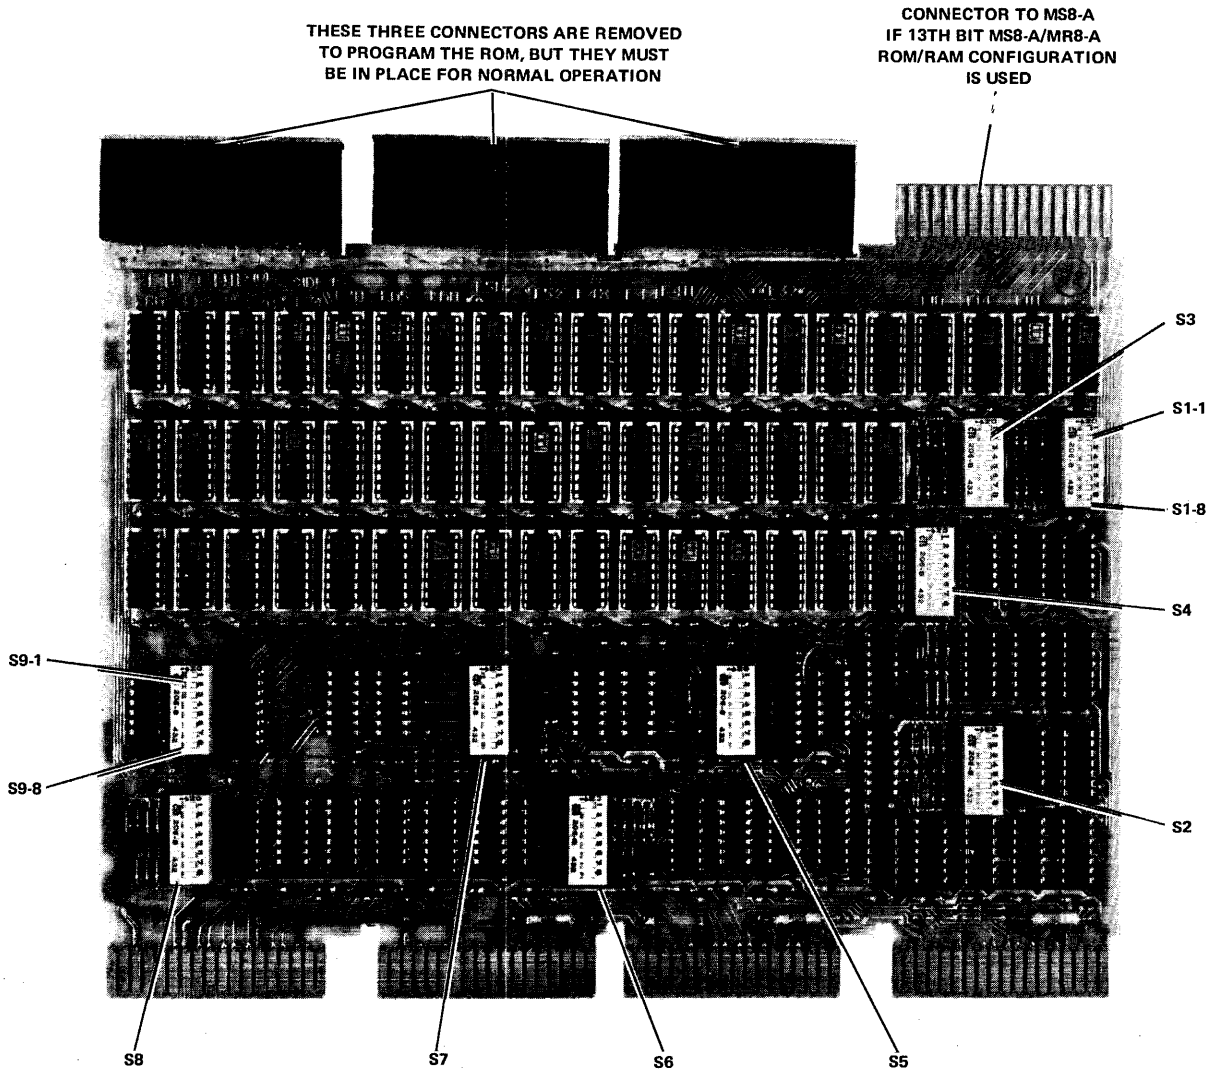 THESE THREE CONNECTORS ARE REMOVED
TO PROGRAM THE ROM, BUT THEY MUST
BE IN PLACE FOR NORMAL OPERATION
CONNECTOR TO MS8-A
IF 13TH BIT MS8-A/MR8-A
ROM/RAM CONFIGURATION
IS USED
S3
S1-1
S1-8
S4
S9-1
S9-8
S2
S8
S7
S6
S5